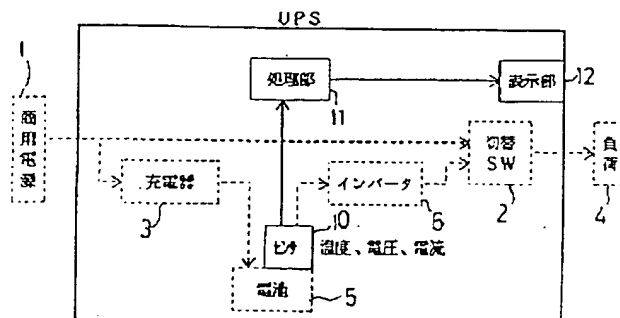 UPS
1
商用電源
処理部
11
表示部
12
切替
SW
2
負荷
4
充電器
3
インバータ
6
センサ
10
温度、電圧、電流
電池
5